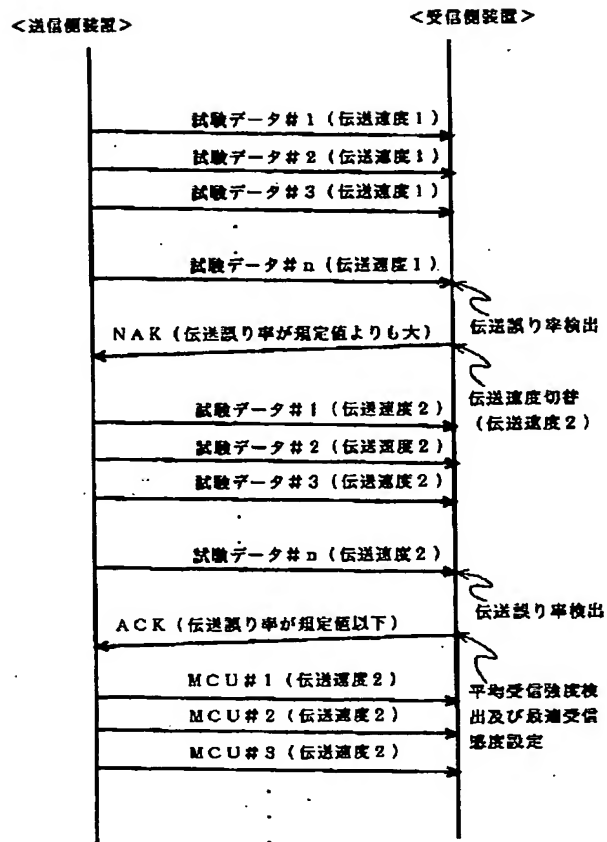 <送信側装置>
<受信側装置>
試験データ#1(伝送速度1)
試験データ#2(伝送速度1)
試験データ#3(伝送速度1)
試験データ#n(伝送速度1)
伝送誤り率検出
NAK(伝送誤り率が規定値よりも大)
伝送速度切替
(伝送速度2)
試験データ#1(伝送速度2)
試験データ#2(伝送速度2)
試験データ#3(伝送速度2)
試験データ#n(伝送速度2)
伝送誤り率検出
ACK(伝送誤り率が規定値以下)
平均受信強度検
出及び最適受信
感度設定
MCU#1(伝送速度2)
MCU#2(伝送速度2)
MCU#3(伝送速度2)